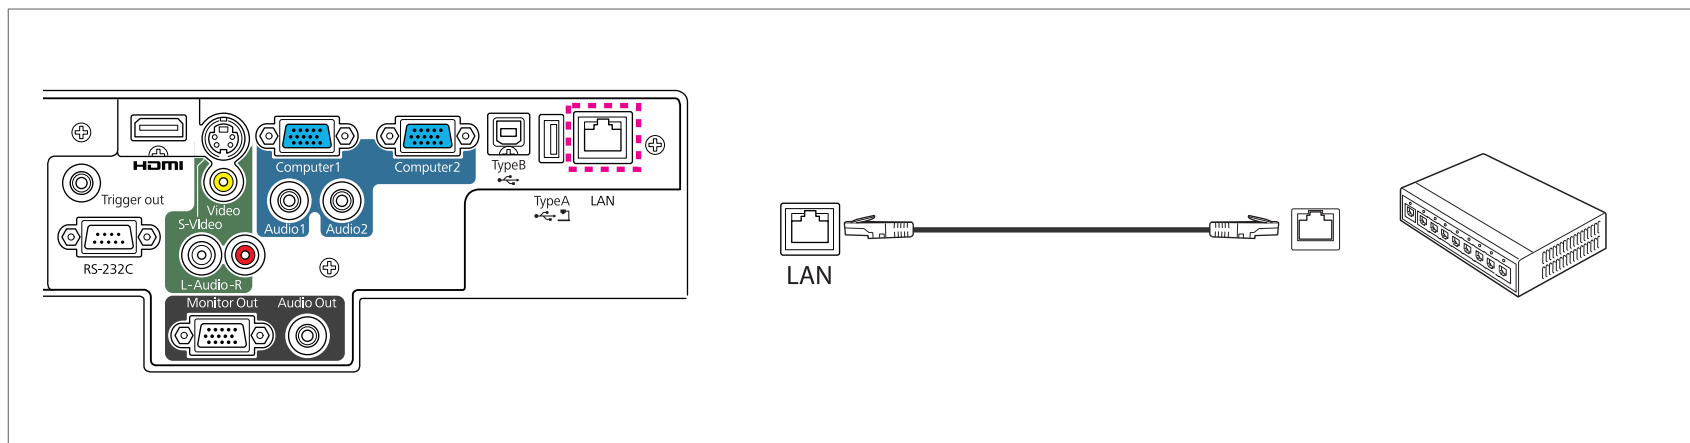 HDMI
Trigger out
RS-232C
Video
S-Video
L-Audio-R
Computer1
Computer2
Audio1
Audio2
TypeB
TypeA
LAN
Monitor Out
Audio Out
LAN